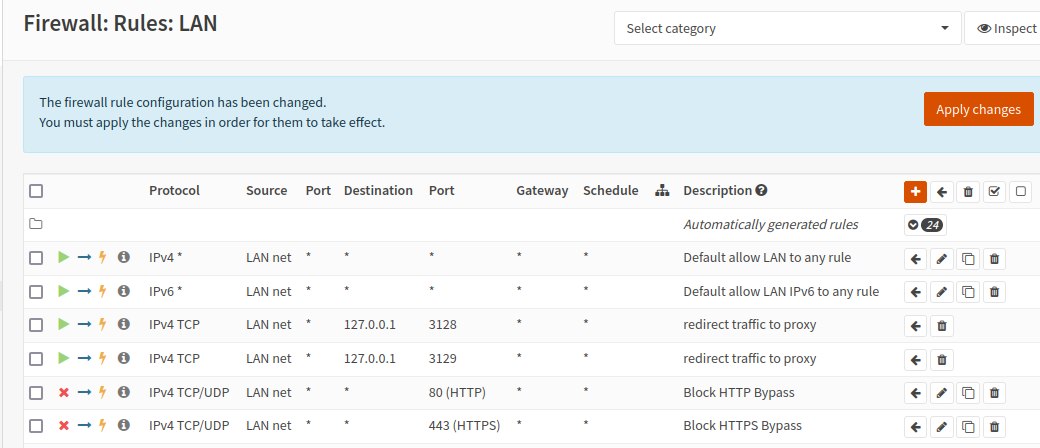 Firewall: Rules: LAN
Select category
Inspect
The firewall rule configuration has been changed.
You must apply the changes in order for them to take effect.
Apply changes
Protocol Source Port Destination Port Gateway Schedule Description
Automatically generated rules 24
IPv4 * LAN net * * * * * Default allow LAN to any rule
IPv6 * LAN net * * * * * Default allow LAN IPv6 to any rule
IPv4 TCP LAN net * 127.0.0.1 3128 * * redirect traffic to proxy
IPv4 TCP LAN net * 127.0.0.1 3129 * * redirect traffic to proxy
IPv4 TCP/UDP LAN net * * 80 (HTTP) * * Block HTTP Bypass
IPv4 TCP/UDP LAN net * * 443 (HTTPS) * * Block HTTPS Bypass